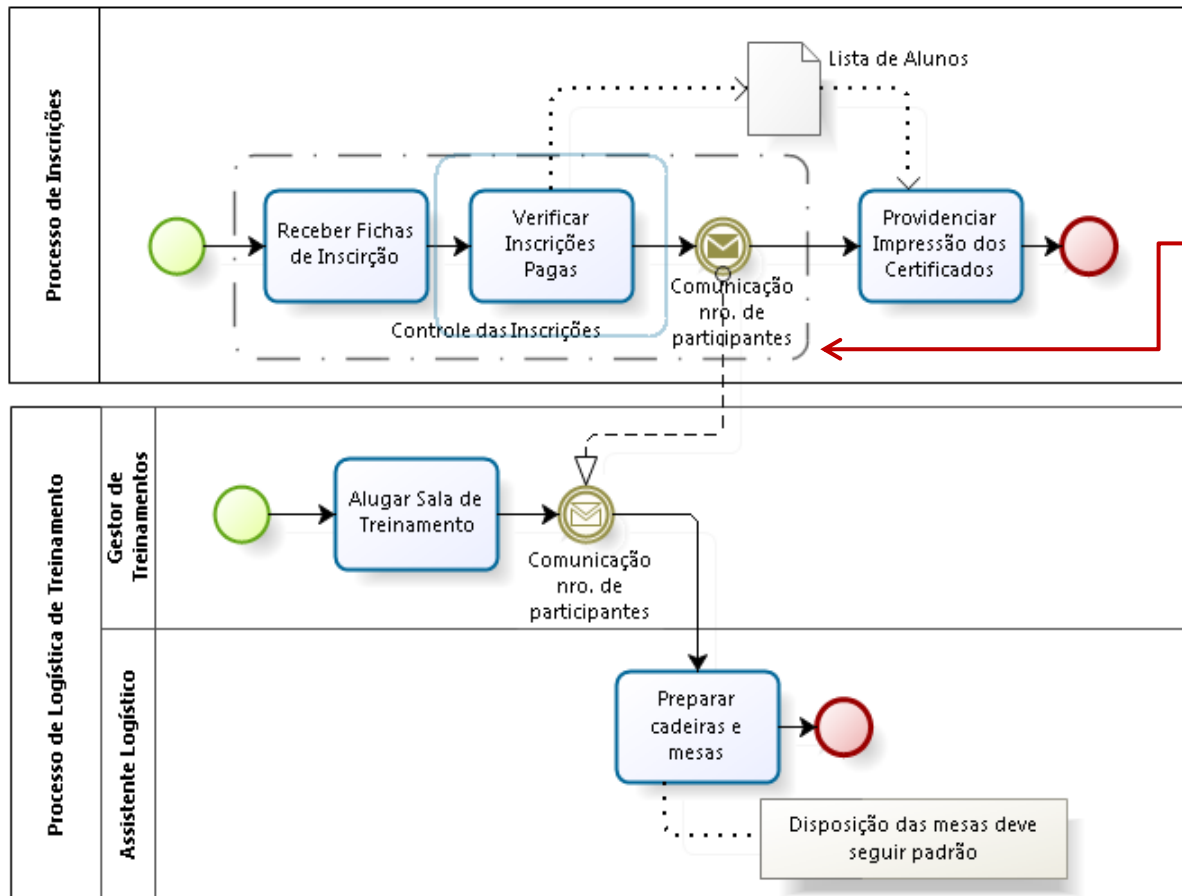 Processo de Inscrições
Lista de Alunos
Receber Fichas
de Inscirção
Verificar
Inscrições
Pagas
Comunicação
nro. de
participantes
Providenciar
Impressão dos
Certificados
Controle das Inscrições
Processo de Logística de Treinamento
Gestor de
Treinamentos
Alugar Sala de
Treinamento
Comunicação
nro. de
participantes
Assistente Logístico
Preparar
cadeiras e
mesas
Disposição das mesas deve
seguir padrão